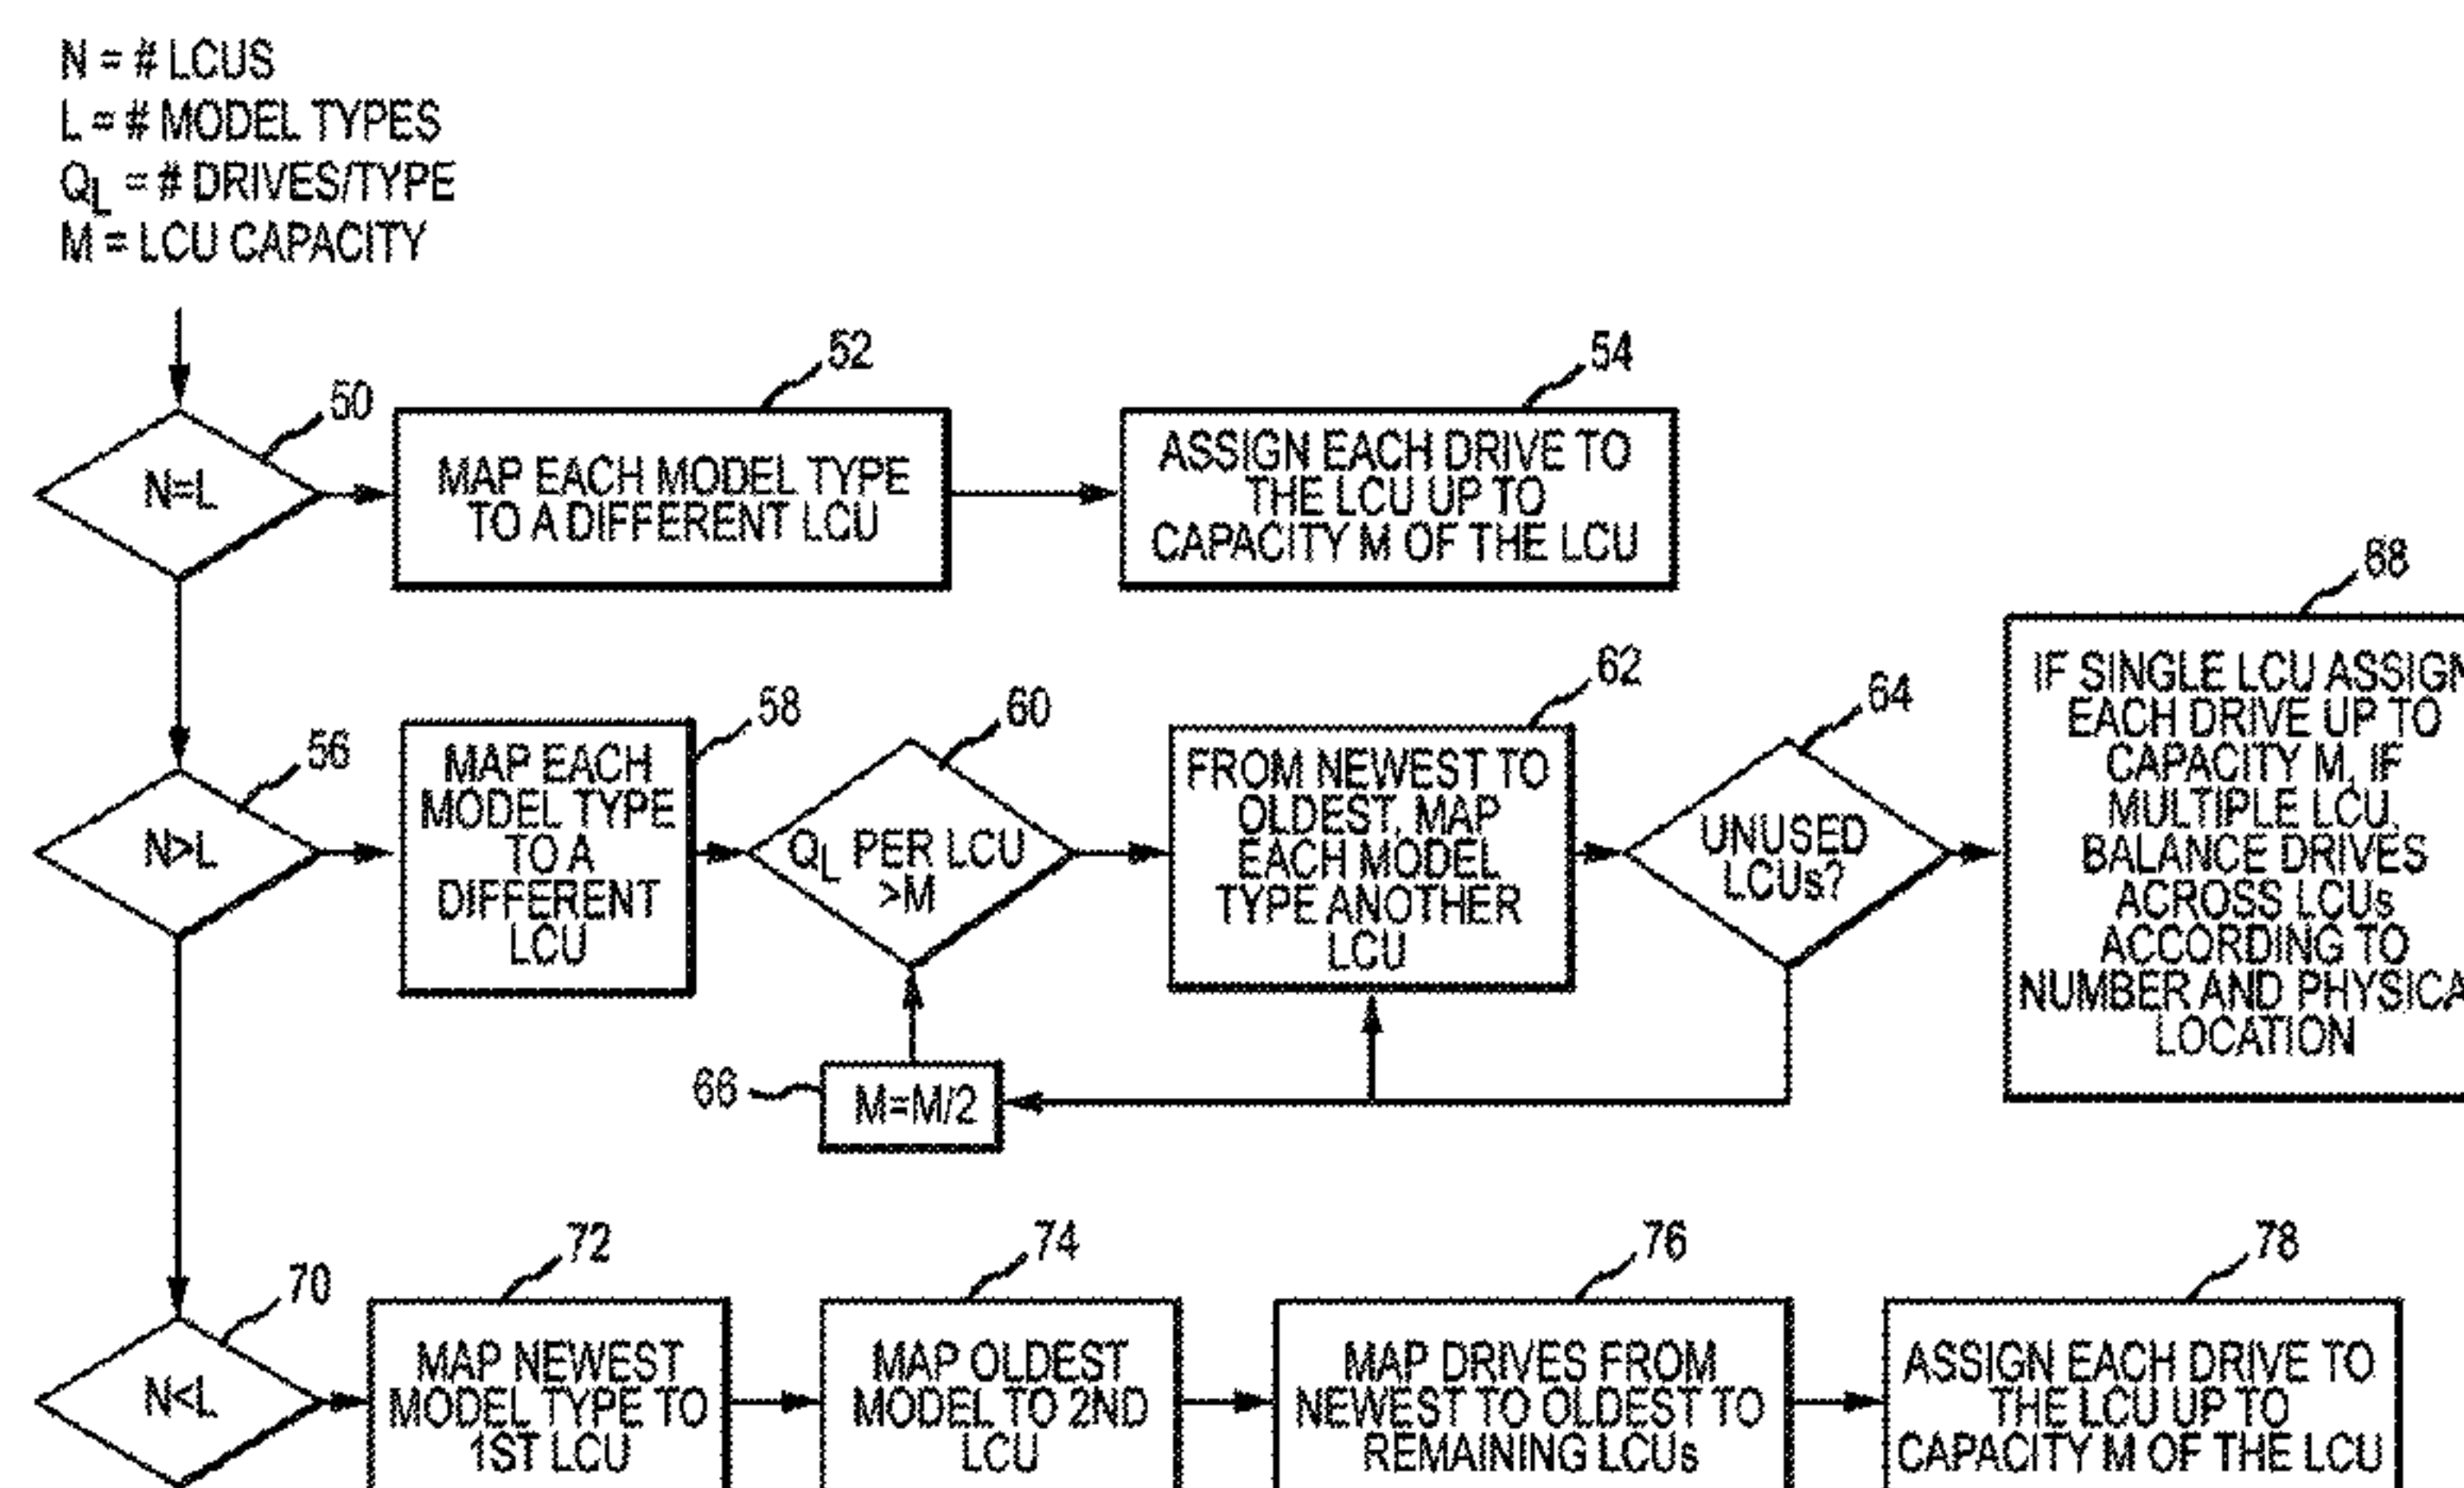 N = # LCUS
L = # MODEL TYPES
QL = # DRIVES/TYPE
M = LCU CAPACITY
50
N=L
52
MAP EACH MODEL TYPE
TO A DIFFERENT LCU
54
ASSIGN EACH DRIVE TO
THE LCU UP TO
CAPACITY M OF THE LCU
56
N>L
58
MAP EACH
MODEL TYPE
TO A
DIFFERENT
LCU
60
QL PER LCU
>M
62
FROM NEWEST TO
OLDEST, MAP
EACH MODEL
TYPE ANOTHER
LCU
64
UNUSED
LCUs?
66
M=M/2
68
IF SINGLE LCU ASSIGN
EACH DRIVE UP TO
CAPACITY M, IF
MULTIPLE LCU,
BALANCE DRIVES
ACROSS LCUs
ACCORDING TO
NUMBER AND PHYSICA
LOCATION
70
N<L
72
MAP NEWEST
MODEL TYPE TO
1ST LCU
74
MAP OLDEST
MODEL TO 2ND
LCU
76
MAP DRIVES FROM
NEWEST TO OLDEST TO
REMAINING LCUs
78
ASSIGN EACH DRIVE TO
THE LCU UP TO
CAPACITY M OF THE LCU